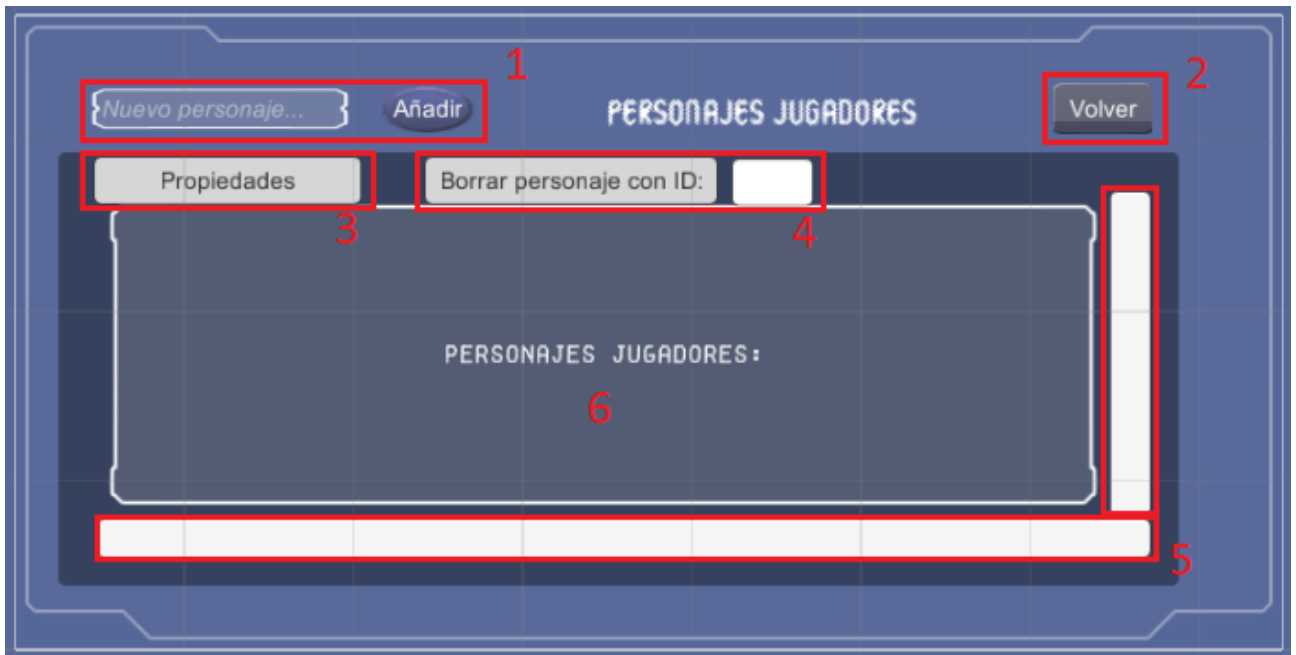 1
2
Nuevo personaje...
Añadir
PERSONAJES JUGADORES
Volver
Propiedades
Borrar personaje con ID:
3
4
PERSONAJES JUGADORES:
6
5